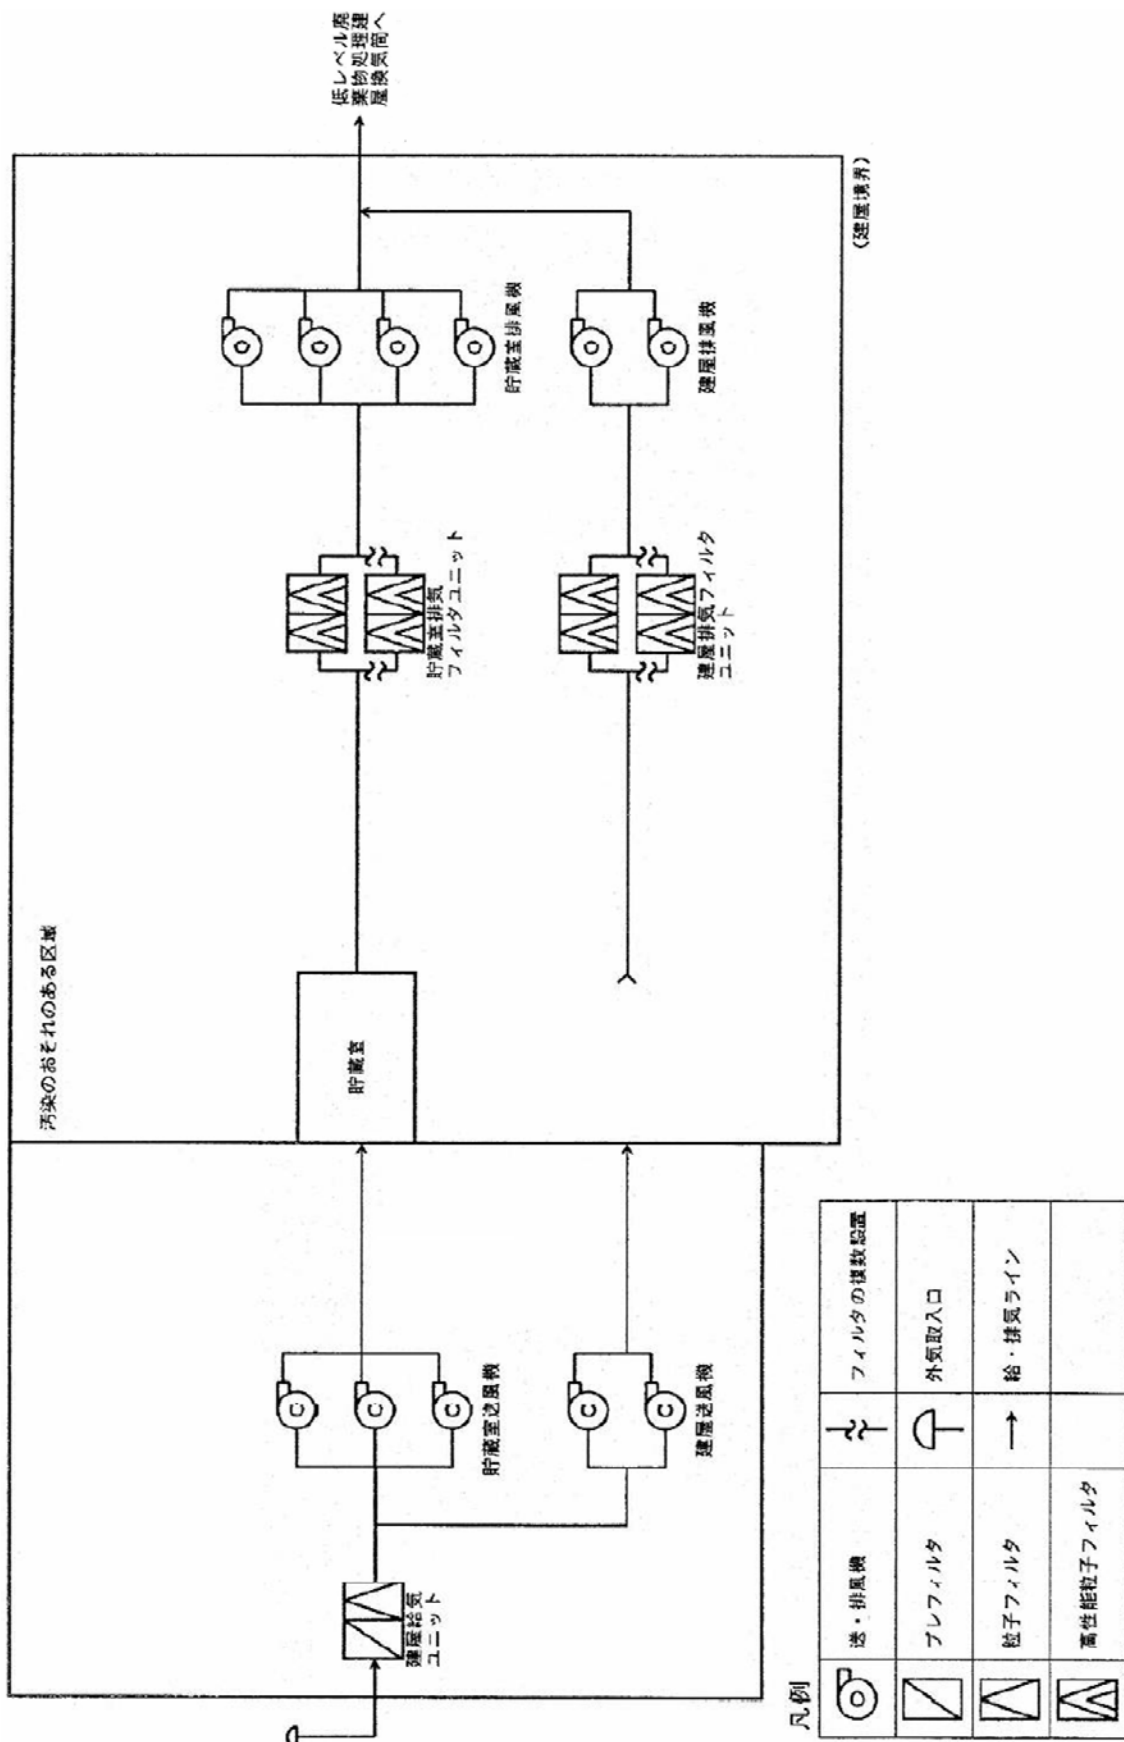 汚染のおそれのある区域
低レベル廃
棄物処理建
屋換気筒へ
貯蔵室
貯蔵室排気
フィルタユニット
貯蔵室排風機
建屋排気フィルタ
ユニット
建屋排風機
(建屋境界)
建屋給気
ユニット
貯蔵室送風機
建屋送風機
凡例
送・排風機
フィルタの複数設置
プレフィルタ
外気取入口
粒子フィルタ
給・排気ライン
高性能粒子フィルタ